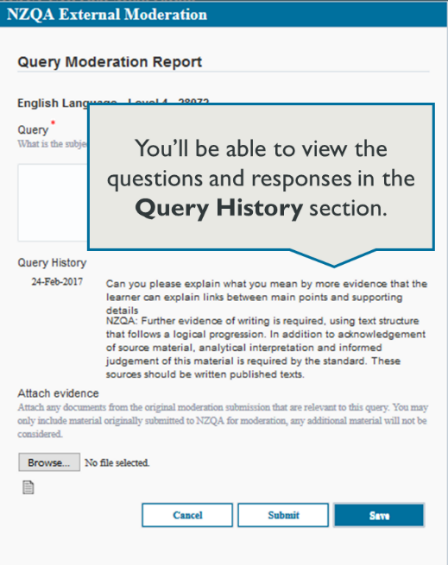 NZQA External Moderation
Query Moderation Report
English Language - Level 4 - 28072
Query *
What is the subje
You'll be able to view the
questions and responses in the
Query History section.
Query History
24-Feb-2017
Can you please explain what you mean by more evidence that the
learner can explain links between main points and supporting
details
NZQA: Further evidence of writing is required, using text structure
that follows a logical progression. In addition to acknowledgement
of source material, analytical interpretation and informed
judgement of this material is required by the standard. These
sources should be written published texts.
Attach evidence
Attach any documents from the original moderation submission that are relevant to this query. You may
only include material originally submitted to NZQA for moderation, any additional material will not be
considered.
Browse... No file selected.
Cancel Submit Save